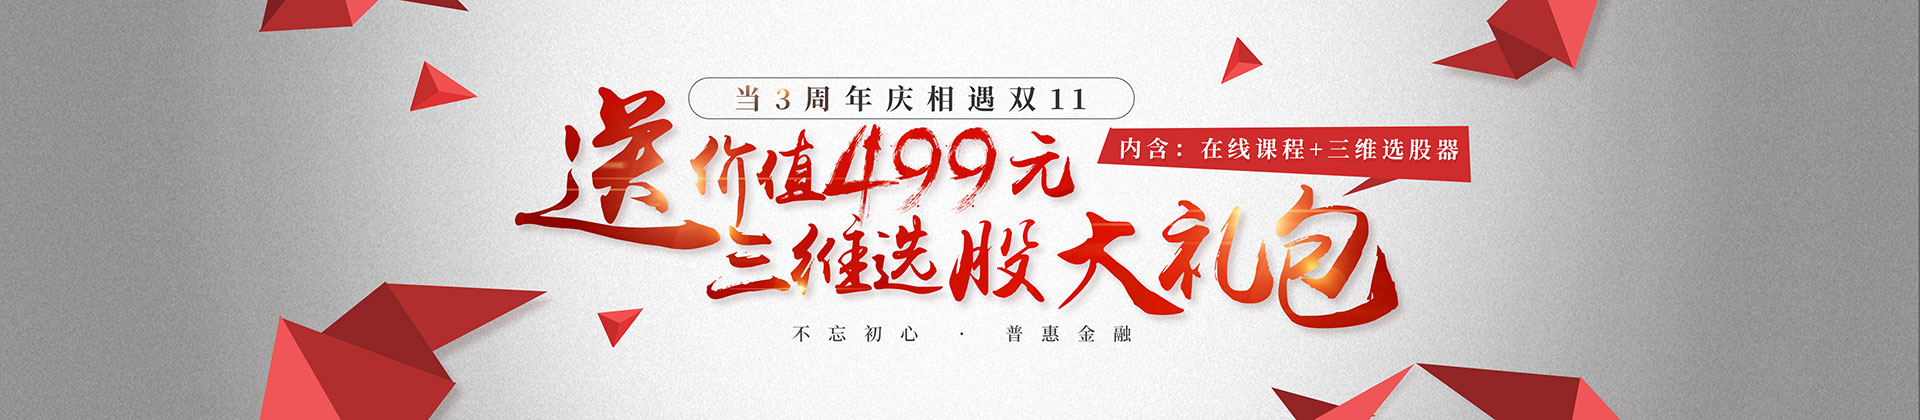 当3周年庆相遇双11
送价值499元
内含：在线课程+三维选股器
三维选股大礼包
不忘初心 · 普惠金融